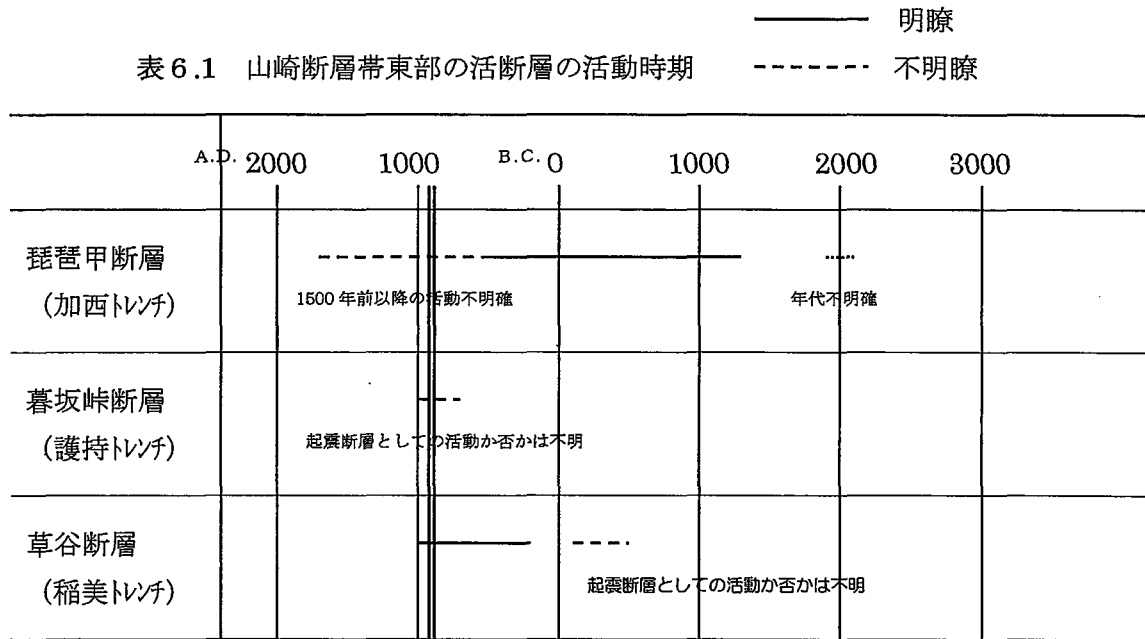 明瞭
表6.1 山崎断層帯東部の活断層の活動時期
不明瞭
A.D. 2000 1000 B.C. 0 1000 2000 3000
琵琶甲断層
(加西トレンチ)
1500年前以降の活動不明確
年代不明確
暮坂峠断層
(護持トレンチ)
起震断層としての活動か否かは不明
草谷断層
(稲美トレンチ)
起震断層としての活動か否かは不明